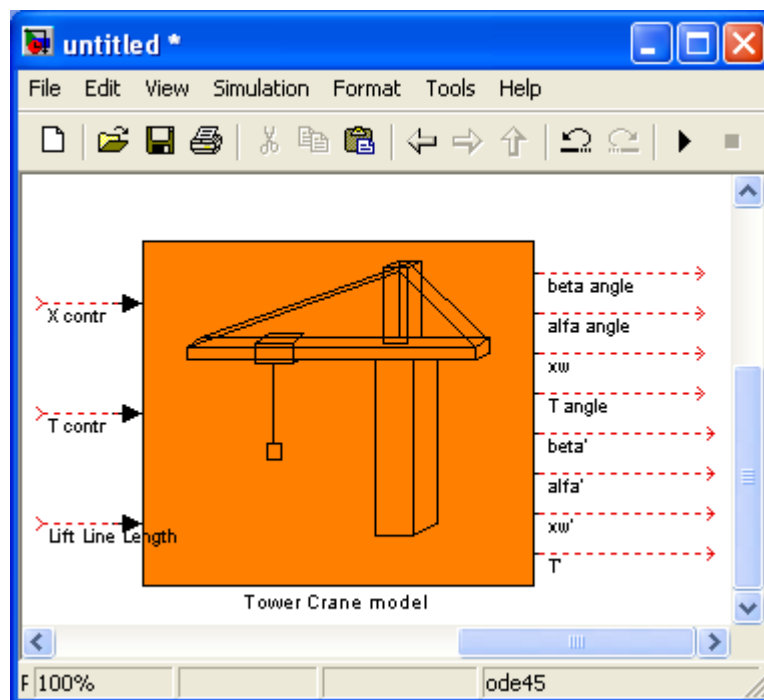 untitled *
File Edit View Simulation Format Tools Help
X contr
T contr
Lift Line Length
beta angle
alfa angle
xw
T angle
beta'
alfa'
xw'
T'
Tower Crane model
F 100% ode45